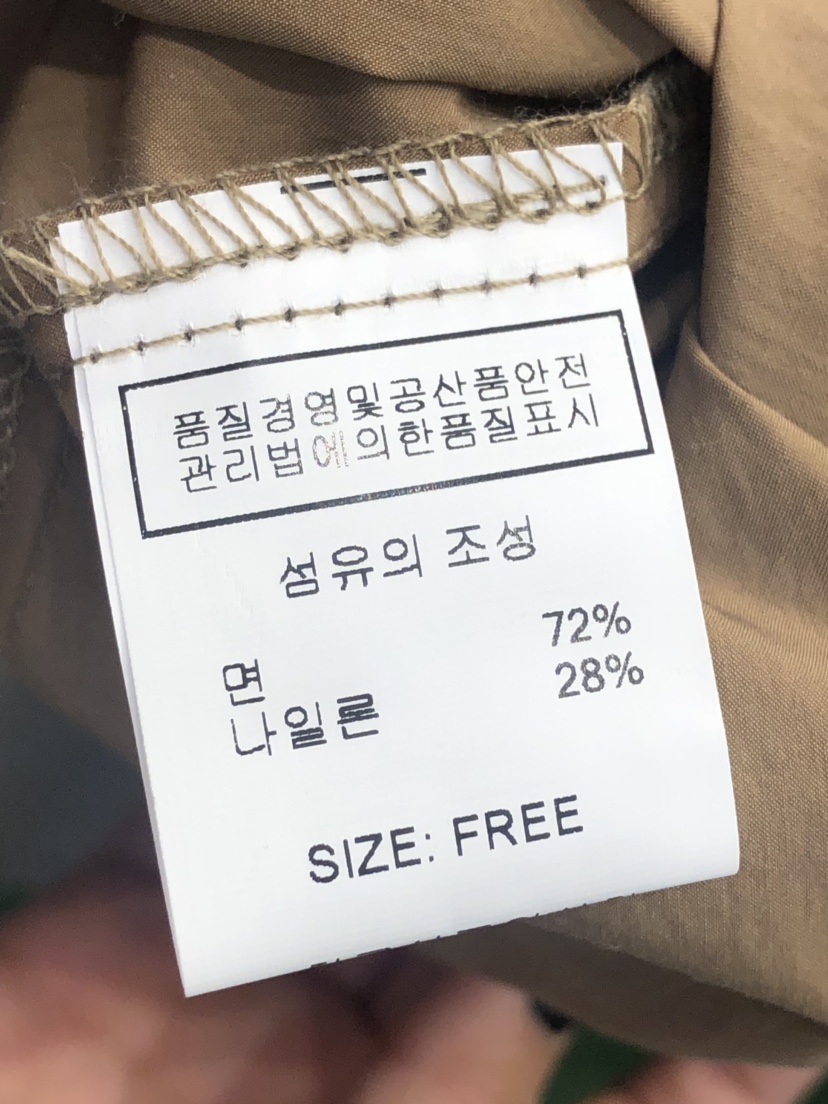 품질경영및공산품안전
관리법에의한품질표시
섬유의 조성
면 72%
나일론 28%
SIZE: FREE